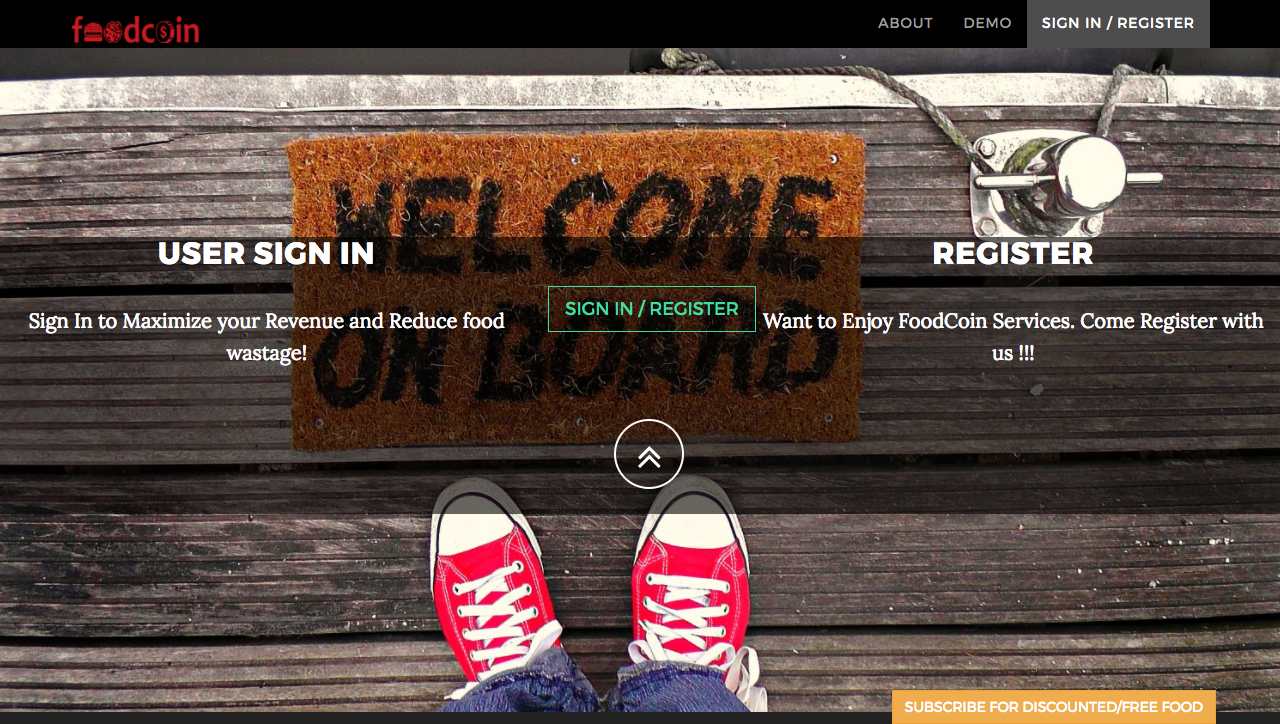 foodcoin
ABOUT DEMO SIGN IN / REGISTER
WELCOME
ON BOARD
USER SIGN IN
Sign In to Maximize your Revenue and Reduce food
wastage!
SIGN IN / REGISTER
REGISTER
Want to Enjoy FoodCoin Services. Come Register with
us !!!
SUBSCRIBE FOR DISCOUNTED/FREE FOOD